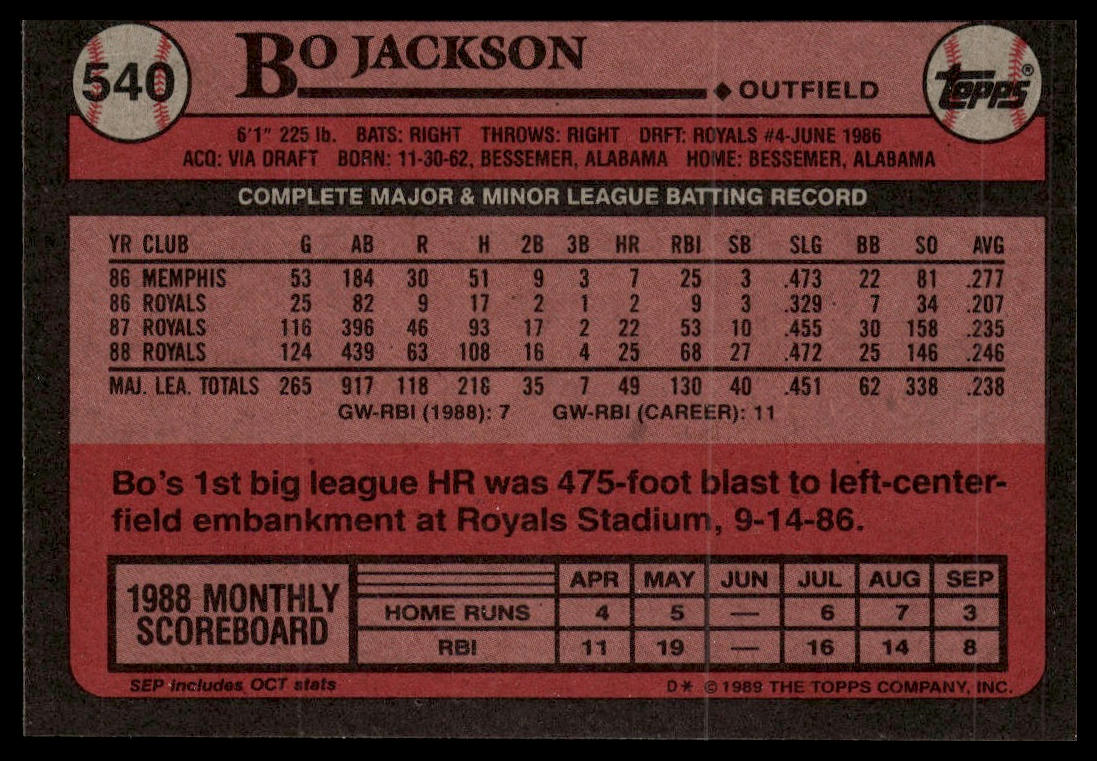 540
BO JACKSON
◆ OUTFIELD
TOPPS®
6'1" 225 lb. BATS: RIGHT THROWS: RIGHT DRFT: ROYALS #4-JUNE 1986
ACQ: VIA DRAFT BORN: 11-30-62, BESSEMER, ALABAMA HOME: BESSEMER, ALABAMA
COMPLETE MAJOR & MINOR LEAGUE BATTING RECORD
YR CLUB G AB R H 2B 3B HR RBI SB SLG BB SO AVG
86 MEMPHIS 53 184 30 51 9 3 7 25 3 .473 22 81 .277
86 ROYALS 25 82 9 17 2 1 2 9 3 .329 7 34 .207
87 ROYALS 116 396 46 93 17 2 22 53 10 .455 30 158 .235
88 ROYALS 124 439 63 108 16 4 25 68 27 .472 25 146 .246
MAJ. LEA. TOTALS 265 917 118 218 35 7 49 130 40 .451 62 338 .238
GW-RBI (1988): 7 GW-RBI (CAREER): 11
Bo's 1st big league HR was 475-foot blast to left-center-
field embankment at Royals Stadium, 9-14-86.
1988 MONTHLY
SCOREBOARD
APR MAY JUN JUL AUG SEP
HOME RUNS 4 5 — 6 7 3
RBI 11 19 — 16 14 8
SEP includes OCT stats
D* © 1989 THE TOPPS COMPANY, INC.